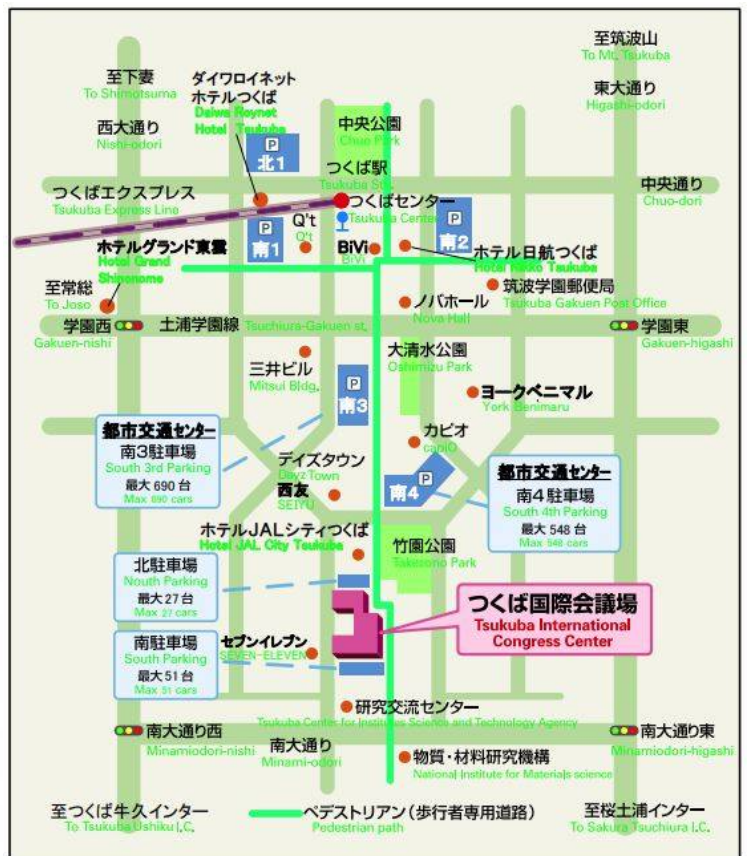 至筑波山
To Mt. Tsukuba
至下妻
To Shimotsuma
ダイワロイネット
ホテルつくば
Daiwa Roynet
Hotel Tsukuba
東大通り
Higashi-odori
西大通り
Nishi-odori
中央公園
Chuo Park
P
北1
つくば駅
Tsukuba Sta.
つくばエクスプレス
Tsukuba Express Line
つくばセンター
Tsukuba Center
中央通り
Chuo-dori
P
南1
Q't
Q't
BiVi
BiVi
P
南2
ホテルグランド東雲
Hotel Grand
Shinonome
ホテル日航つくば
Hotel Nikko Tsukuba
至常総
To Joso
筑波学園郵便局
Tsukuba Gakuen Post Office
ノバホール
Nova Hall
学園西
Gakuen-nishi
土浦学園線 Tsuchiura-Gakuen st.
学園東
Gakuen-higashi
三井ビル
Mitsui Bldg.
大清水公園
Oshimizu Park
P
南3
ヨークベニマル
York Benimaru
都市交通センター
南3駐車場
South 3rd Parking
最大 690 台
Max 690 cars
カピオ
capiO
デイズタウン
Dayz Town
西友
SEIYU
P
南4
都市交通センター
南4駐車場
South 4th Parking
最大 548 台
Max 548 cars
ホテルJALシティつくば
Hotel JAL City Tsukuba
竹園公園
Takezono Park
北駐車場
Nouth Parking
最大27台
Max 27 cars
つくば国際会議場
Tsukuba International
Congress Center
南駐車場
South Parking
最大51台
Max 51 cars
セブンイレブン
SEVEN-ELEVEN
研究交流センター
Tsukuba Center for Institutes Science and Technology Agency
南大通り西
Minamiodori-nishi
南大通り
Minami-odori
南大通り東
Minamiodori-higashi
物質・材料研究機構
National Institute for Materials science
至つくば牛久インター
To Tsukuba Ushiku I.C.
ペデストリアン(歩行者専用道路)
Pedestrian path
至桜土浦インター
To Sakura Tsuchiura I.C.